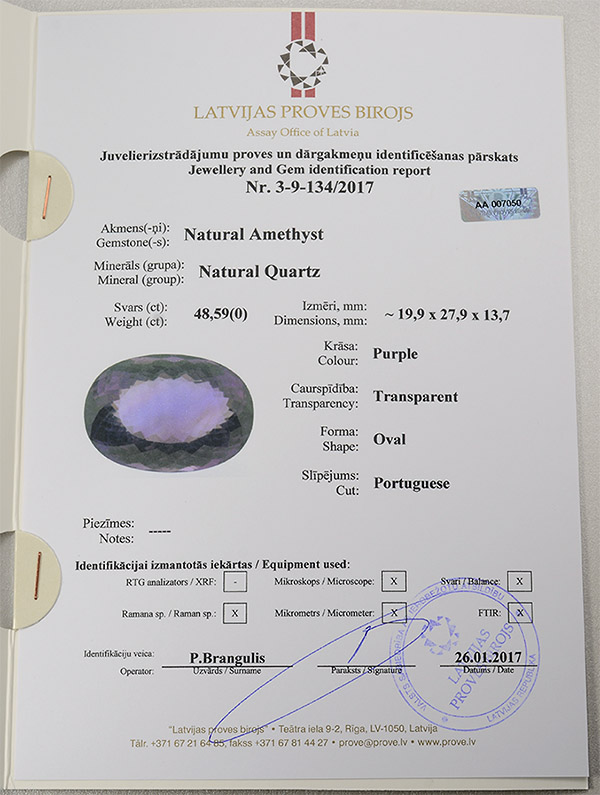 LATVIJAS PROVES BIROJS
Assay Office of Latvia
Juvelierizstrādājumu proves un dārgakmeņu identificēšanas pārskats
Jewellery and Gem identification report
Nr. 3-9-134/2017
AA 007050
Akmens(-ņi):
Gemstone(-s): Natural Amethyst
Minerāls (grupa):
Mineral (group): Natural Quartz
Svars (ct):
Weight (ct): 48,59(0)
Izmēri, mm:
Dimensions, mm: ~ 19,9 x 27,9 x 13,7
Krāsa:
Colour: Purple
Caurspīdība:
Transparency: Transparent
Forma:
Shape: Oval
Slīpējums:
Cut: Portuguese
Piezīmes:
Notes: -----
Identifikācijai izmantotās iekārtas / Equipment used:
RTG analizators / XRF: - Mikroskops / Microscope: X Svari / Balance: X
Ramana sp. / Raman sp.: X Mikrometrs / Micrometer: X FTIR: X
Identifikāciju veica: P.Brangulis 26.01.2017
Operator: Uzvārds / Surname Paraksts / Signatura Datums / Date
LATVIJAS
PROVES BIROJS
LATVIJAS REPUBLIKA
"Latvijas proves birojs" • Teātra iela 9-2, Rīga, LV-1050, Latvija
Tālr. +371 67 21 64 85, fakss +371 67 81 44 27 • prove@prove.lv • www.prove.lv